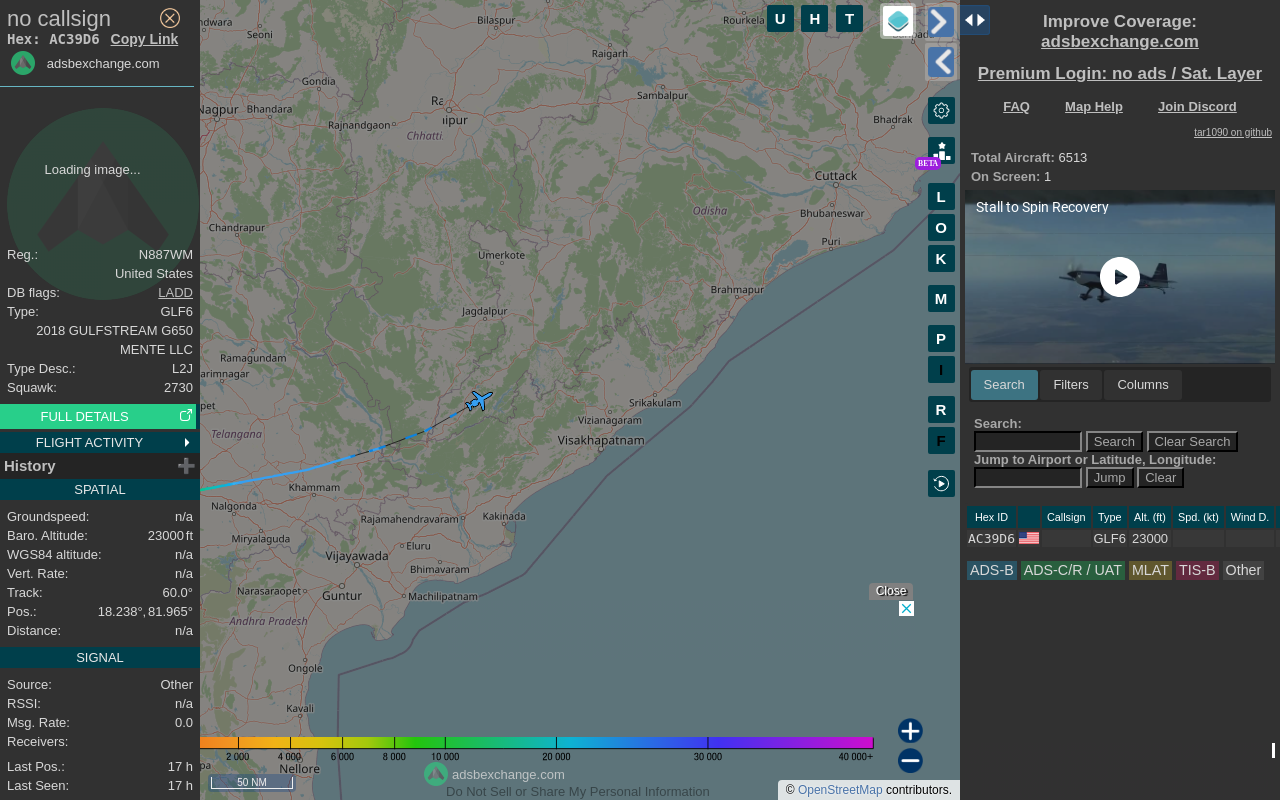 no callsign
Hex: AC39D6 Copy Link
adsbexchange.com
Loading image...
Reg.: N887WM
United States
DB flags: LADD
Type: GLF6
2018 GULFSTREAM G650
MENTE LLC
Type Desc.: L2J
Squawk: 2730
FULL DETAILS
FLIGHT ACTIVITY
History
SPATIAL
Groundspeed: n/a
Baro. Altitude: 23000 ft
WGS84 altitude: n/a
Vert. Rate: n/a
Track: 60.0°
Pos.: 18.238°, 81.965°
Distance: n/a
SIGNAL
Source: Other
RSSI: n/a
Msg. Rate: 0.0
Receivers:
Last Pos.: 17 h
Last Seen: 17 h
Bilaspur
Rourkela
Seoni
Raigarh
Gondia
Sambalpur
Nagpur
Bhandara
Rajnandgaon
Chhatti
Bhadrak
Cuttack
Odisha
Bhubaneswar
Chandrapur
Puri
Umerkote
Brahmapur
Jagdalpur
Ramagundam
arimnagar
Srikakulam
Vizianagaram
Telangana
Visakhapatnam
Khammam
Nalgonda
Rajamahendravaram
Kakinada
Miryalaguda
Eluru
Vijayawada
Bhimavaram
Narasaraopet
Guntur
Machilipatnam
Andhra Pradesh
Ongole
Kavali
Nellore
U H T
BETA
L
O
K
M
P
I
R
F
Close
2 000 4 000 6 000 8 000 10 000 20 000 30 000 40 000+
50 NM
adsbexchange.com
Do Not Sell or Share My Personal Information
© OpenStreetMap contributors.
Improve Coverage:
adsbexchange.com
Premium Login: no ads / Sat. Layer
FAQ Map Help Join Discord
tar1090 on github
Total Aircraft: 6513
On Screen: 1
Stall to Spin Recovery
Search Filters Columns
Search:
Search Clear Search
Jump to Airport or Latitude, Longitude:
Jump Clear
Hex ID Callsign Type Alt. (ft) Spd. (kt) Wind D.
AC39D6 GLF6 23000
ADS-B ADS-C/R / UAT MLAT TIS-B Other